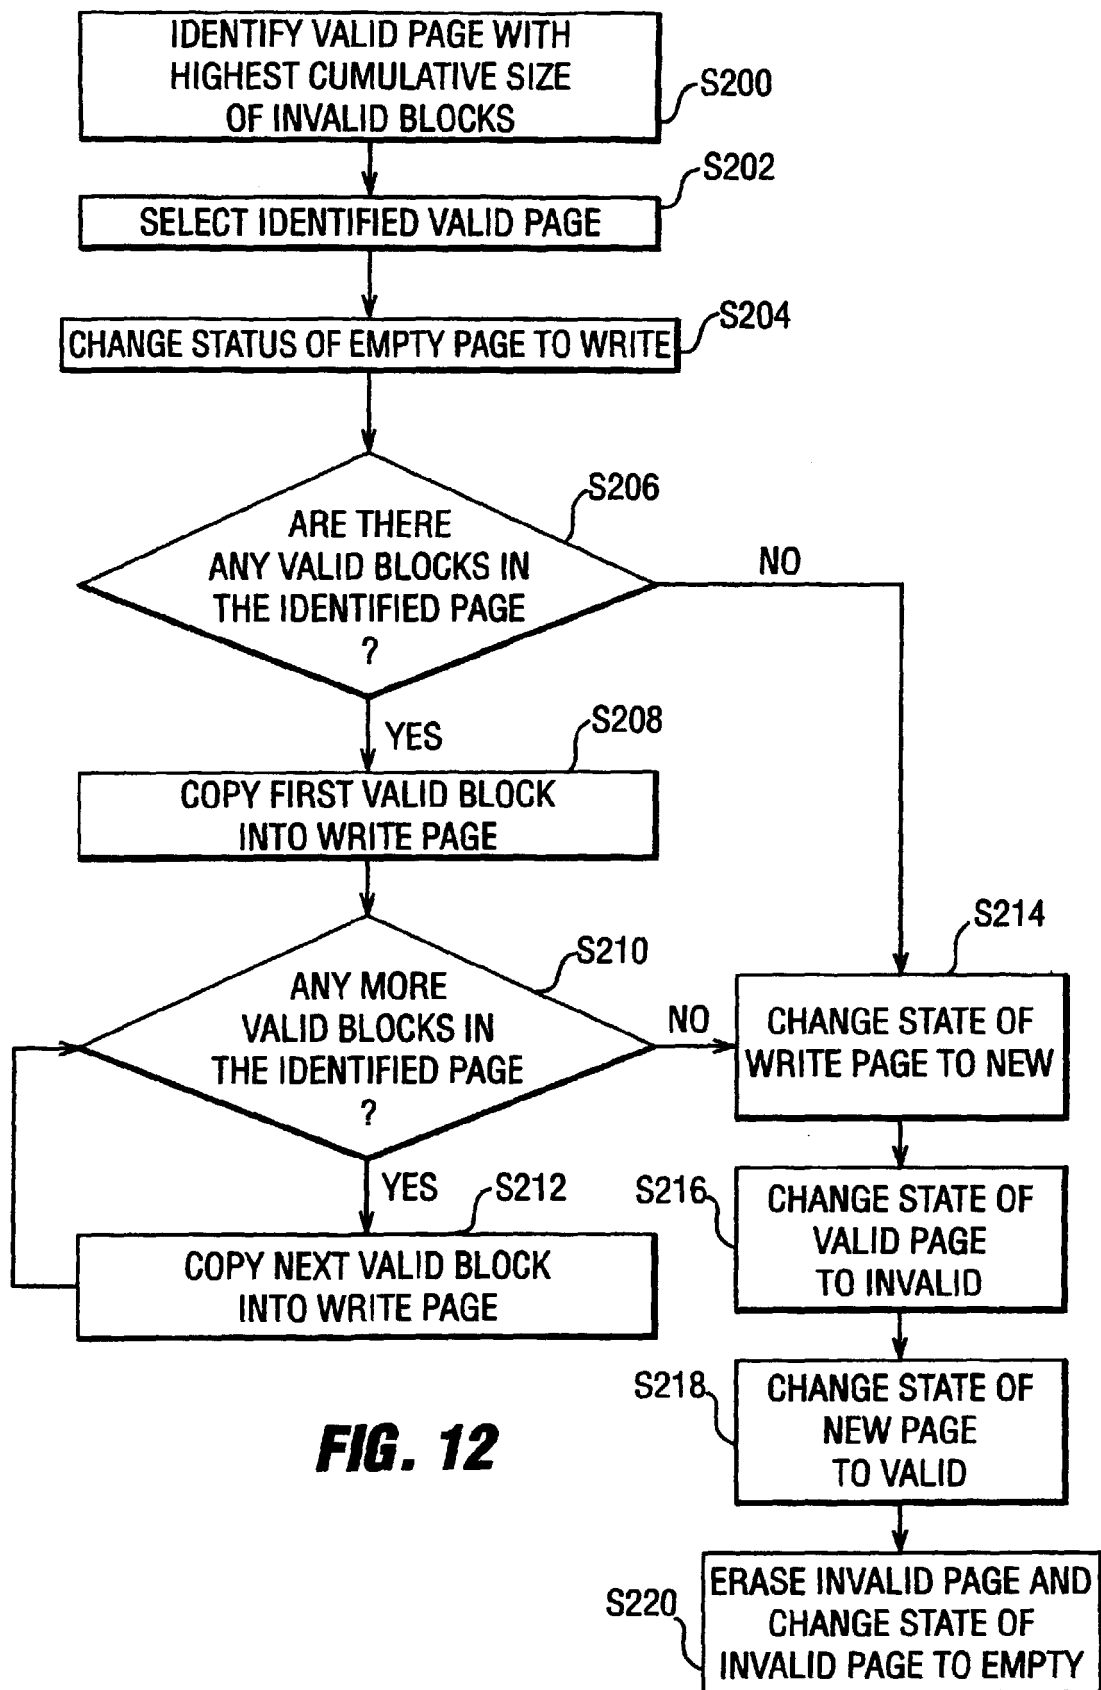 IDENTIFY VALID PAGE WITH
HIGHEST CUMULATIVE SIZE
OF INVALID BLOCKS
S200
S202
SELECT IDENTIFIED VALID PAGE
S204
CHANGE STATUS OF EMPTY PAGE TO WRITE
S206
ARE THERE
ANY VALID BLOCKS IN
THE IDENTIFIED PAGE
?
NO
YES
S208
COPY FIRST VALID BLOCK
INTO WRITE PAGE
S210
ANY MORE
VALID BLOCKS IN
THE IDENTIFIED PAGE
?
NO
YES
S212
COPY NEXT VALID BLOCK
INTO WRITE PAGE
S214
CHANGE STATE OF
WRITE PAGE TO NEW
S216
CHANGE STATE OF
VALID PAGE
TO INVALID
S218
CHANGE STATE OF
NEW PAGE
TO VALID
S220
ERASE INVALID PAGE AND
CHANGE STATE OF
INVALID PAGE TO EMPTY
FIG. 12